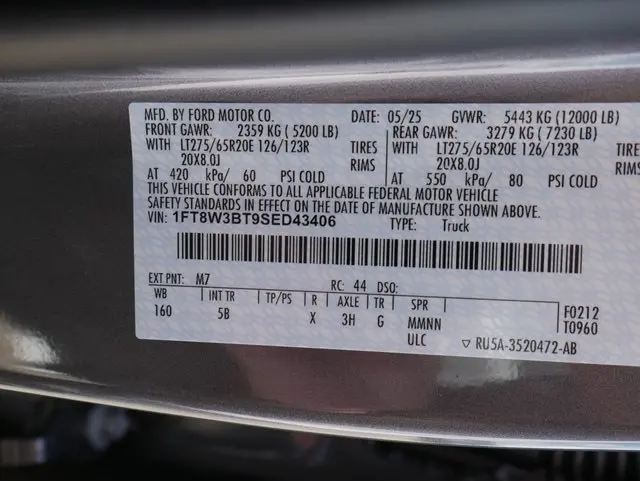 MFD. BY FORD MOTOR CO. DATE: 05/25 GVWR: 5443 KG (12000 LB)
FRONT GAWR: 2359 KG ( 5200 LB) REAR GAWR: 3279 KG ( 7230 LB)
WITH LT275/65R20E 126/123R TIRES WITH LT275/65R20E 126/123R TIRES
20X8.0J RIMS 20X8.0J RIMS
AT 420 kPa/ 60 PSI COLD AT 550 kPa/ 80 PSI COLD
THIS VEHICLE CONFORMS TO ALL APPLICABLE FEDERAL MOTOR VEHICLE
SAFETY STANDARDS IN EFFECT ON THE DATE OF MANUFACTURE SHOWN ABOVE.
VIN: 1FT8W3BT9SED43406 TYPE: Truck
EXT PNT: M7 RC: 44 DSO:
WB INT TR TP/PS R AXLE TR SPR F0212
160 5B X 3H G MMNN T0960
ULC ▽ RU5A-3520472-AB